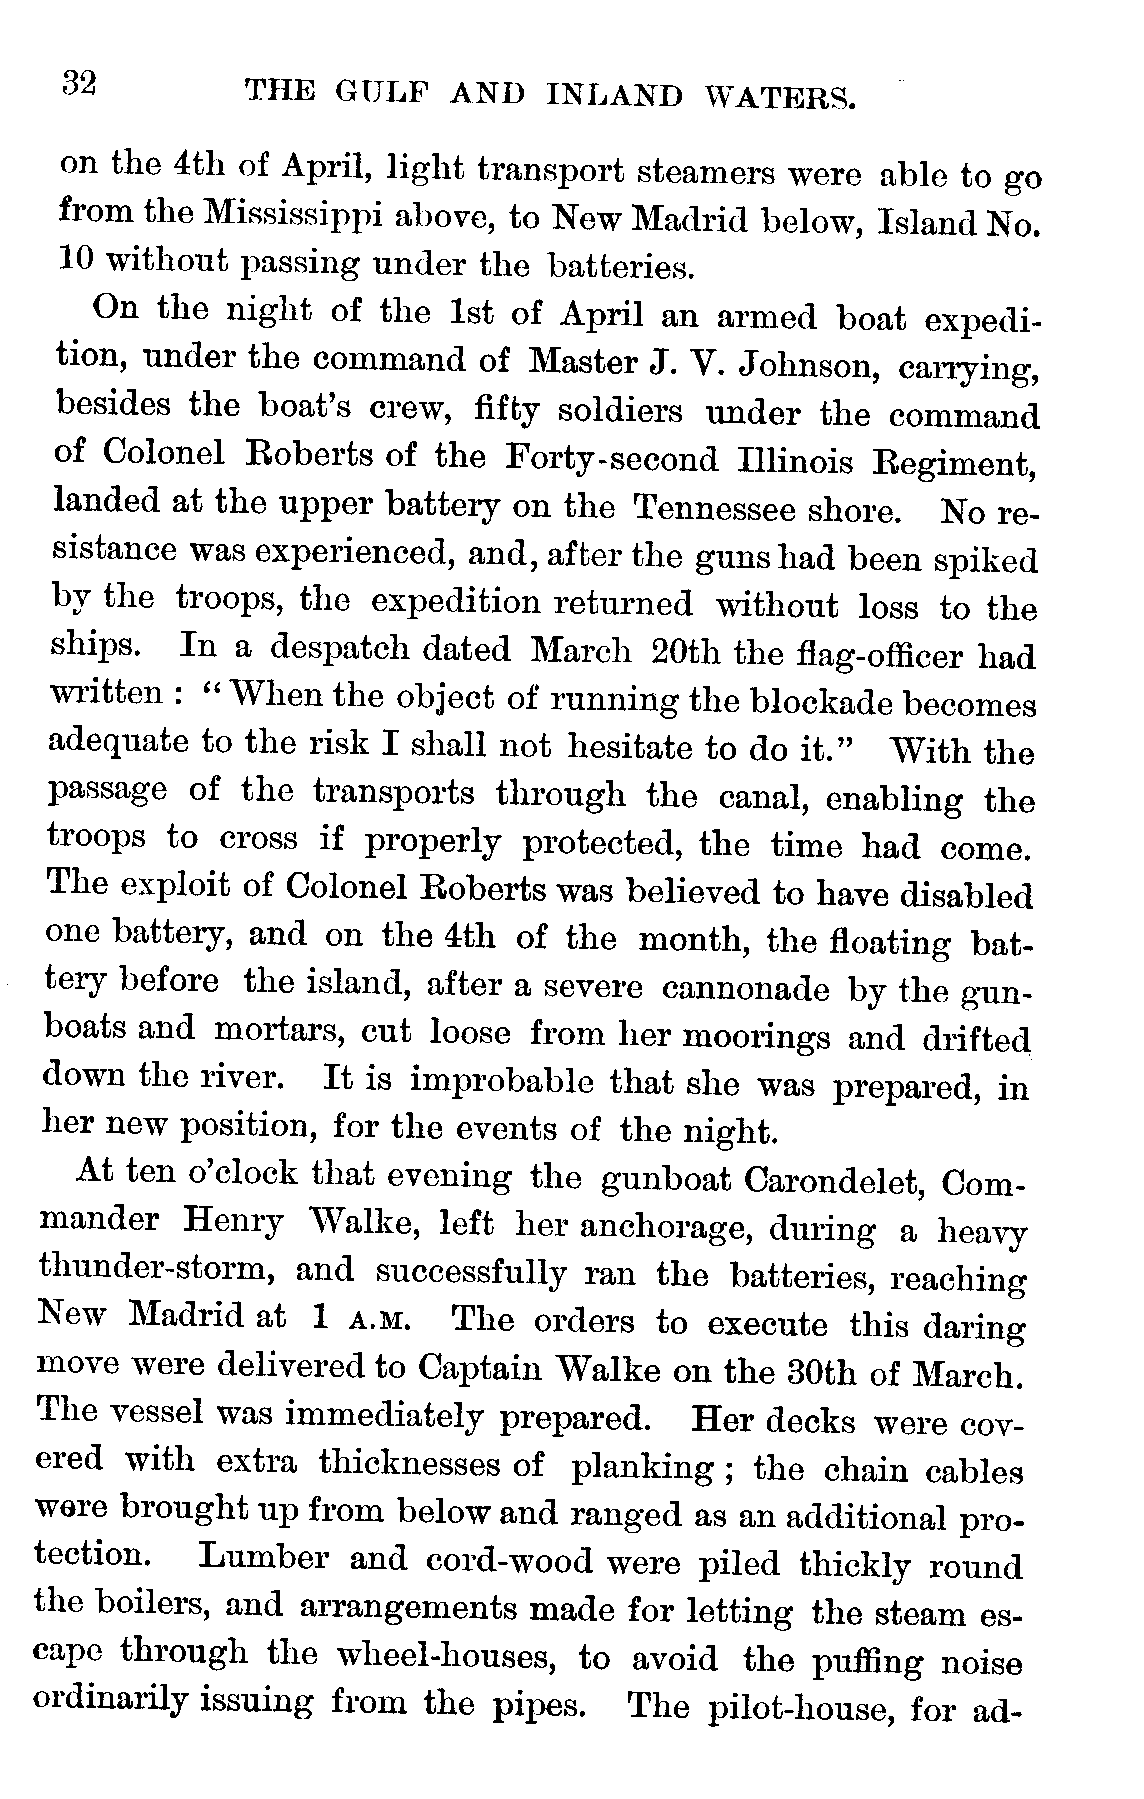 32
THE GULF AND INLAND WATERS.
on the 4th of April, light transport steamers were able to go
from the Mississippi above, to New Madrid below, Island No.
10 without passing under the batteries.
On the night of the 1st of April an armed boat expedi-
tion, under the command of Master J. V. Johnson, carrying,
besides the boat's crew, fifty soldiers under the command
of Colonel Roberts of the Forty-second Illinois Regiment,
landed at the upper battery on the Tennessee shore. No re-
sistance was experienced, and, after the guns had been spiked
by the troops, the expedition returned without loss to the
ships. In a despatch dated March 20th the flag-officer had
written : “When the object of running the blockade becomes
adequate to the risk I shall not hesitate to do it.” With the
passage of the transports through the canal, enabling the
troops to cross if properly protected, the time had come.
The exploit of Colonel Roberts was believed to have disabled
one battery, and on the 4th of the month, the floating bat-
tery before the island, after a severe cannonade by the gun-
boats and mortars, cut loose from her moorings and drifted
down the river. It is improbable that she was prepared, in
her new position, for the events of the night.
At ten o'clock that evening the gunboat Carondelet, Com-
mander Henry Walke, left her anchorage, during a heavy
thunder-storm, and successfully ran the batteries, reaching
New Madrid at 1 A.M. The orders to execute this daring
move were delivered to Captain Walke on the 30th of March.
The vessel was immediately prepared. Her decks were cov-
ered with extra thicknesses of planking ; the chain cables
were brought up from below and ranged as an additional pro-
tection. Lumber and cord-wood were piled thickly round
the boilers, and arrangements made for letting the steam es-
cape through the wheel-houses, to avoid the puffing noise
ordinarily issuing from the pipes. The pilot-house, for ad-